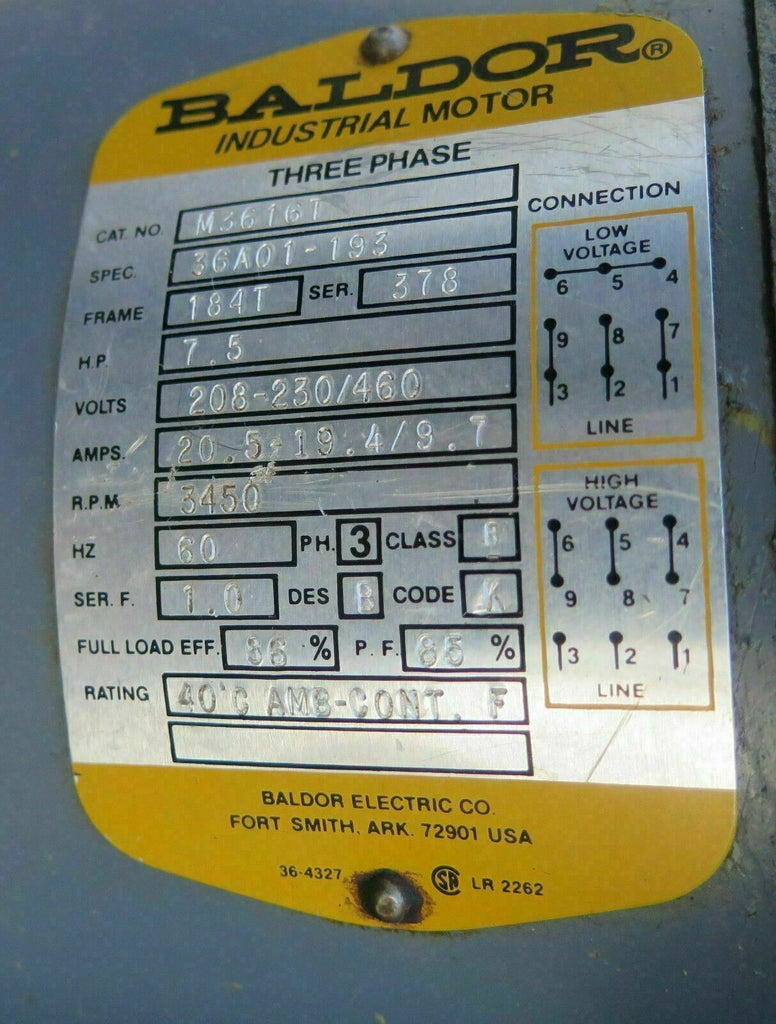 BALDOR®
INDUSTRIAL MOTOR
THREE PHASE
CAT. NO. M3616T
SPEC. 36A01-193
FRAME 184T SER. 378
H.P. 7.5
VOLTS 208-230/460
AMPS. 20.5-19.4/9.7
R.P.M. 3450
HZ 60 PH. 3 CLASS B
SER. F. 1.0 DES B CODE K
FULL LOAD EFF. 86 % P. F. 85 %
RATING 40°C AMB-CONT. F
CONNECTION
LOW
VOLTAGE
6 5 4
9 8 7
3 2 1
LINE
HIGH
VOLTAGE
6 5 4
9 8 7
3 2 1
LINE
BALDOR ELECTRIC CO.
FORT SMITH, ARK. 72901 USA
36-4327 SA LR 2262